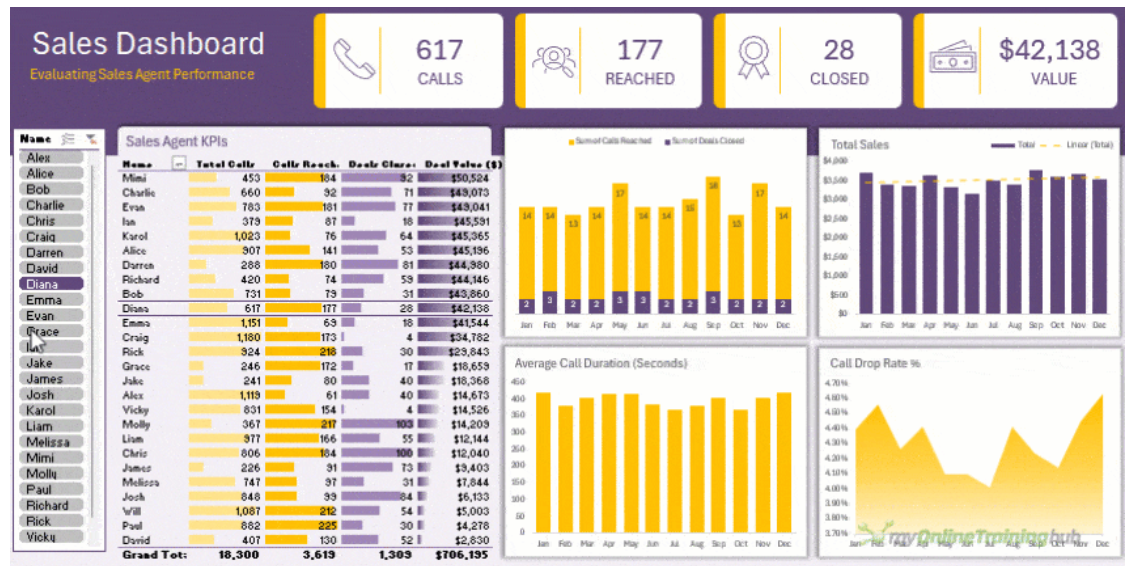 Sales Dashboard
Evaluating Sales Agent Performance
617
CALLS
177
REACHED
28
CLOSED
$42,138
VALUE
Name
Alex
Alice
Bob
Charlie
Chris
Craig
Darren
David
Diana
Emma
Evan
Grace
Jake
James
Josh
Karol
Liam
Melissa
Mimi
Molly
Paul
Richard
Rick
Vicky
Sales Agent KPIs
Name Total Calls Calls Reach. Deals Close. Deal Value ($)
Mimi 453 184 92 $50,524
Charlie 660 92 71 $49,073
Evan 783 181 77 $49,041
Ian 379 87 18 $45,591
Karol 1,023 76 64 $45,365
Alice 907 141 53 $45,196
Darren 288 180 81 $44,980
Richard 420 74 59 $44,146
Bob 731 79 31 $43,860
Diana 617 177 28 $42,138
Emma 1,151 69 18 $41,544
Craig 1,180 173 4 $34,782
Rick 924 218 30 $29,843
Grace 246 172 17 $18,659
Jake 241 80 40 $18,368
Alex 1,119 61 40 $14,673
Vicky 831 154 4 $14,526
Molly 367 217 103 $14,209
Liam 977 166 55 $12,144
Chris 806 184 100 $12,040
James 226 91 73 $9,403
Melissa 747 97 31 $7,844
Josh 848 99 84 $6,133
Will 1,087 212 54 $5,003
Paul 882 225 30 $4,278
David 407 130 52 $2,830
Grand Tot: 18,300 3,619 1,309 $706,195
Sum of Calls Reached Sum of Deals Closed
14 14 13 14 17 14 14 15 18 13 17 14
2 3 2 2 3 3 2 2 3 2 2 2
Jan Feb Mar Apr May Jun Jul Aug Sep Oct Nov Dec
Total Sales
Total Linear (Total)
$4,000
$3,500
$3,000
$2,500
$2,000
$1,500
$1,000
$500
$0
Jan Feb Mar Apr May Jun Jul Aug Sep Oct Nov Dec
Average Call Duration (Seconds)
450
400
350
300
250
200
150
100
50
0
Jan Feb Mar Apr May Jun Jul Aug Sep Oct Nov Dec
Call Drop Rate %
4.70%
4.60%
4.50%
4.40%
4.30%
4.20%
4.10%
4.00%
3.90%
3.80%
3.70%
Jan Feb Mar Apr May Jun Jul Aug Sep Oct Nov Dec
myOnlineTraininghub